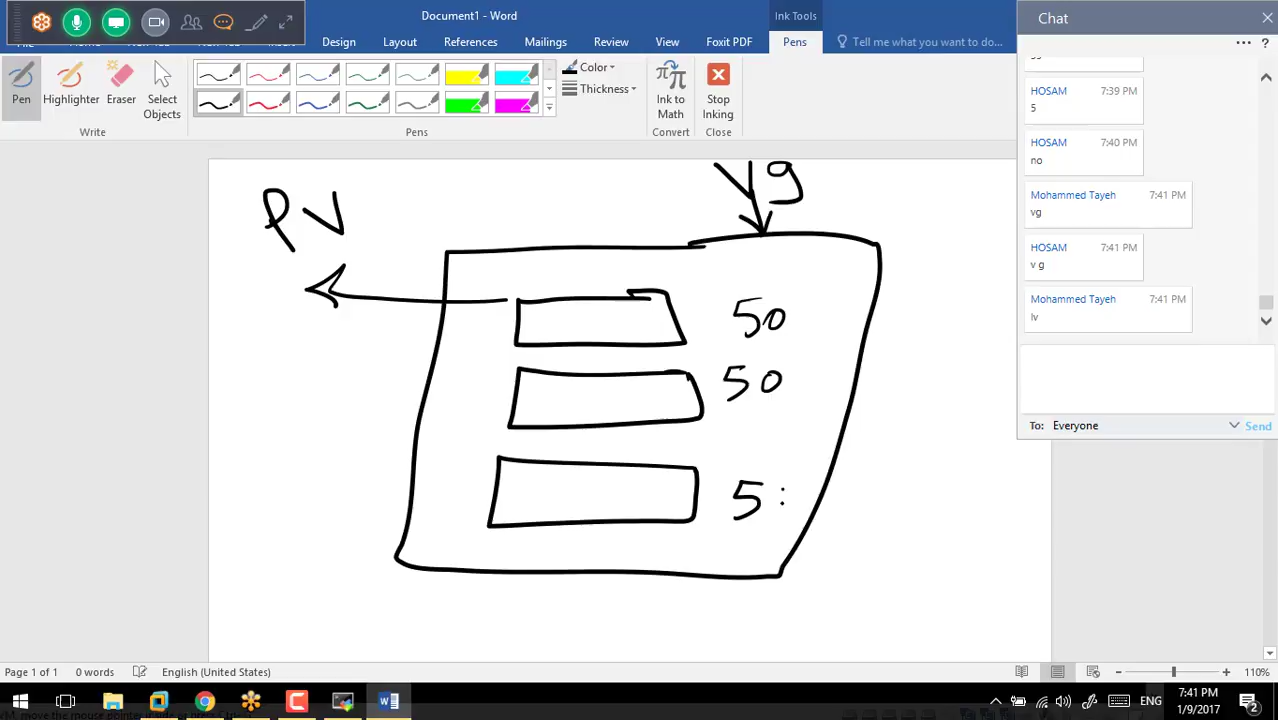 Document1 - Word
Ink Tools
Chat
Design
Layout
References
Mailings
Review
View
Foxit PDF
Pens
Tell me what you want to do...
Pen
Highlighter
Eraser
Select
Objects
Color
Thickness
Ink to
Math
Stop
Inking
Write
Pens
Convert
Close
HOSAM 7:39 PM
5
HOSAM 7:40 PM
no
Mohammed Tayeh 7:41 PM
vg
HOSAM 7:41 PM
v g
Mohammed Tayeh 7:41 PM
lv
To: Everyone
Send
Vg
PV
50
50
5
Page 1 of 1
0 words
English (United States)
110%
ENG
7:41 PM
1/9/2017
2